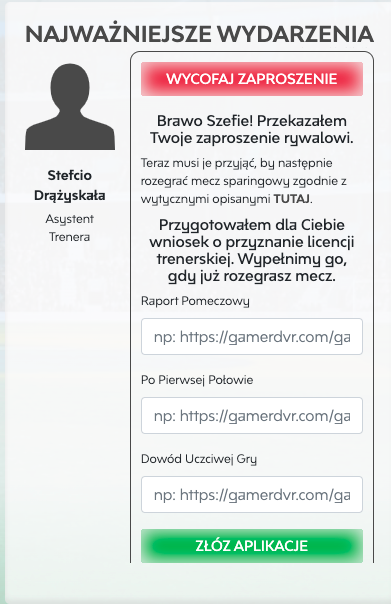 NAJWAŻNIEJSZE WYDARZENIA
Stefcio
Drążyskała
Asystent
Trenera
WYCOFAJ ZAPROSZENIE
Brawo Szefie! Przekazałem
Twoje zaproszenie rywalowi.
Teraz musi je przyjąć, by następnie
rozegrać mecz sparingowy zgodnie z
wytycznymi opisanymi TUTAJ.
Przygotowałem dla Ciebie
wniosek o przyznanie licencji
trenerskiej. Wypełnimy go,
gdy już rozegrasz mecz.
Raport Pomeczowy
np: https://gamerdvr.com/ga
Po Pierwsej Połowie
np: https://gamerdvr.com/ga
Dowód Uczciwej Gry
np: https://gamerdvr.com/ga
ZŁÓZ APLIKACJE